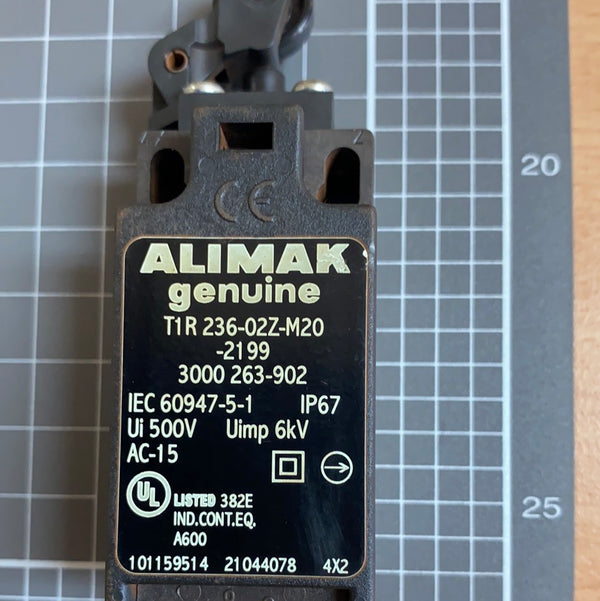 CE
ALIMAK
genuine
T1R 236-02Z-M20
-2199
3000 263-902
IEC 60947-5-1 IP67
Ui 500V Uimp 6kV
AC-15
UL LISTED 382E
IND.CONT.EQ.
A600
101159514 21044078 4X2
20
25